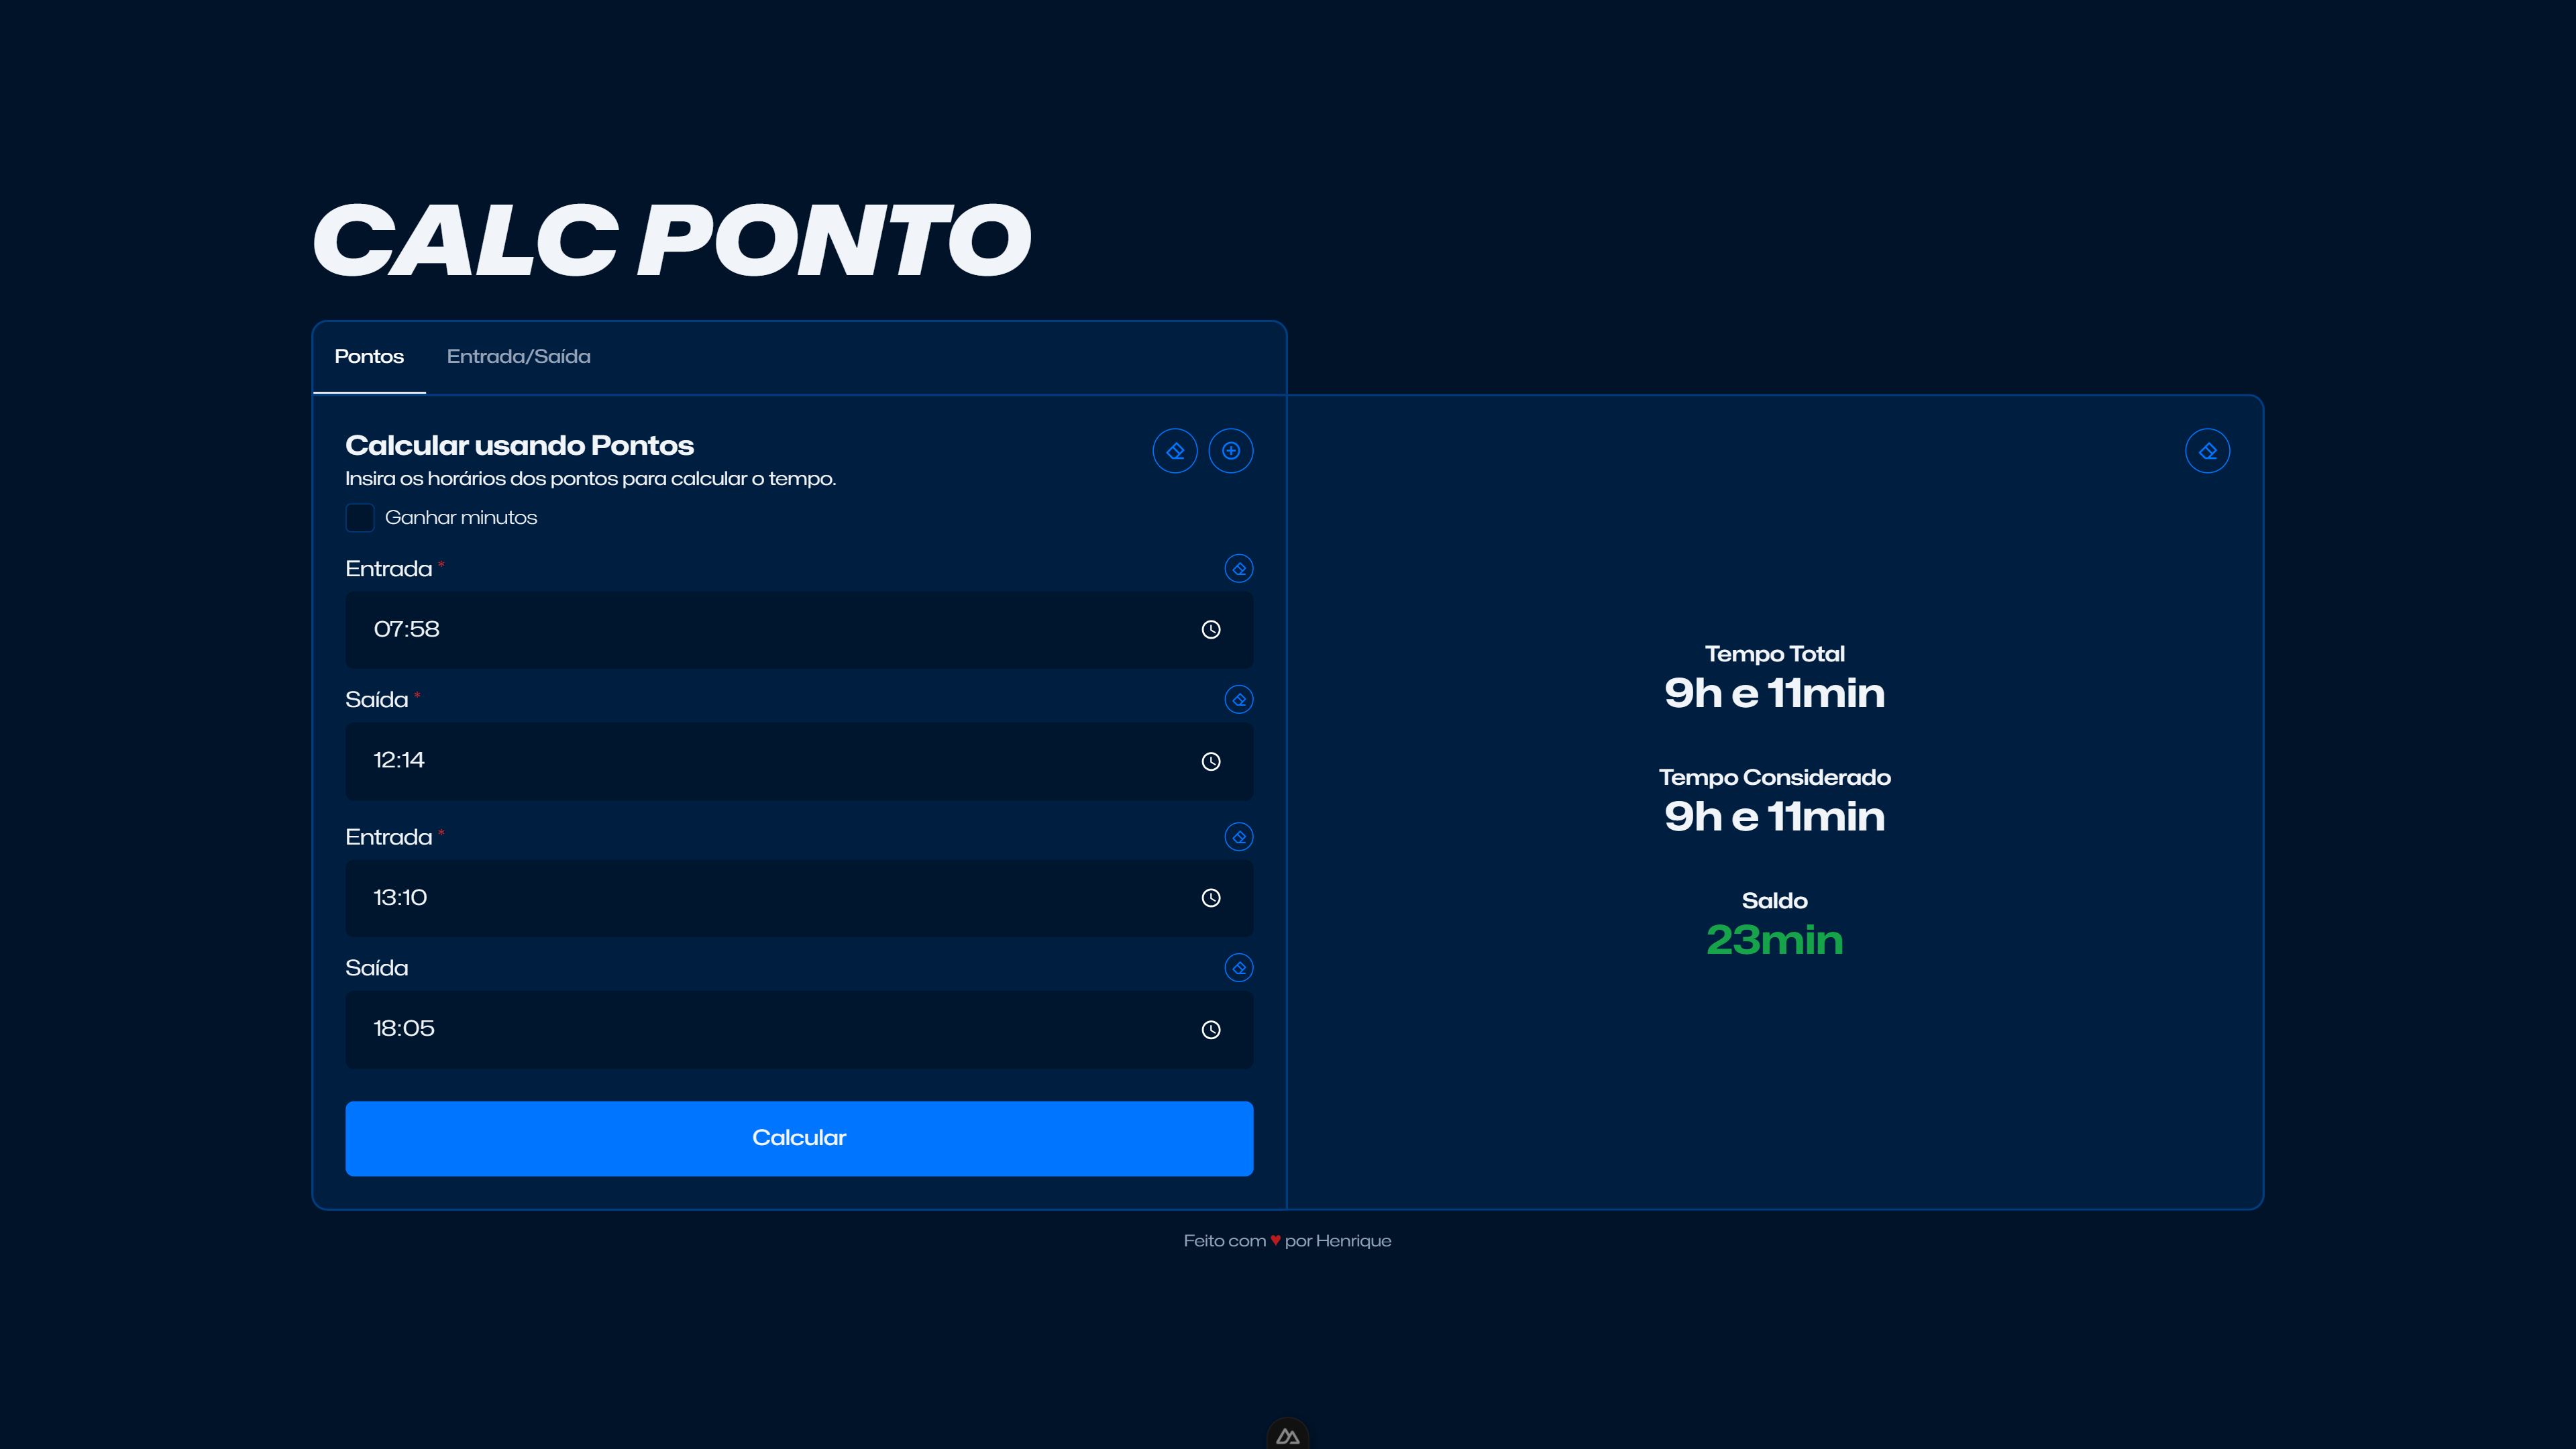 CALC PONTO
Pontos
Entrada/Saída
Calcular usando Pontos
Insira os horários dos pontos para calcular o tempo.
Ganhar minutos
Entrada *
07:58
Saída *
12:14
Entrada *
13:10
Saída
18:05
Calcular
Tempo Total
9h e 11min
Tempo Considerado
9h e 11min
Saldo
23min
Feito com ♥ por Henrique